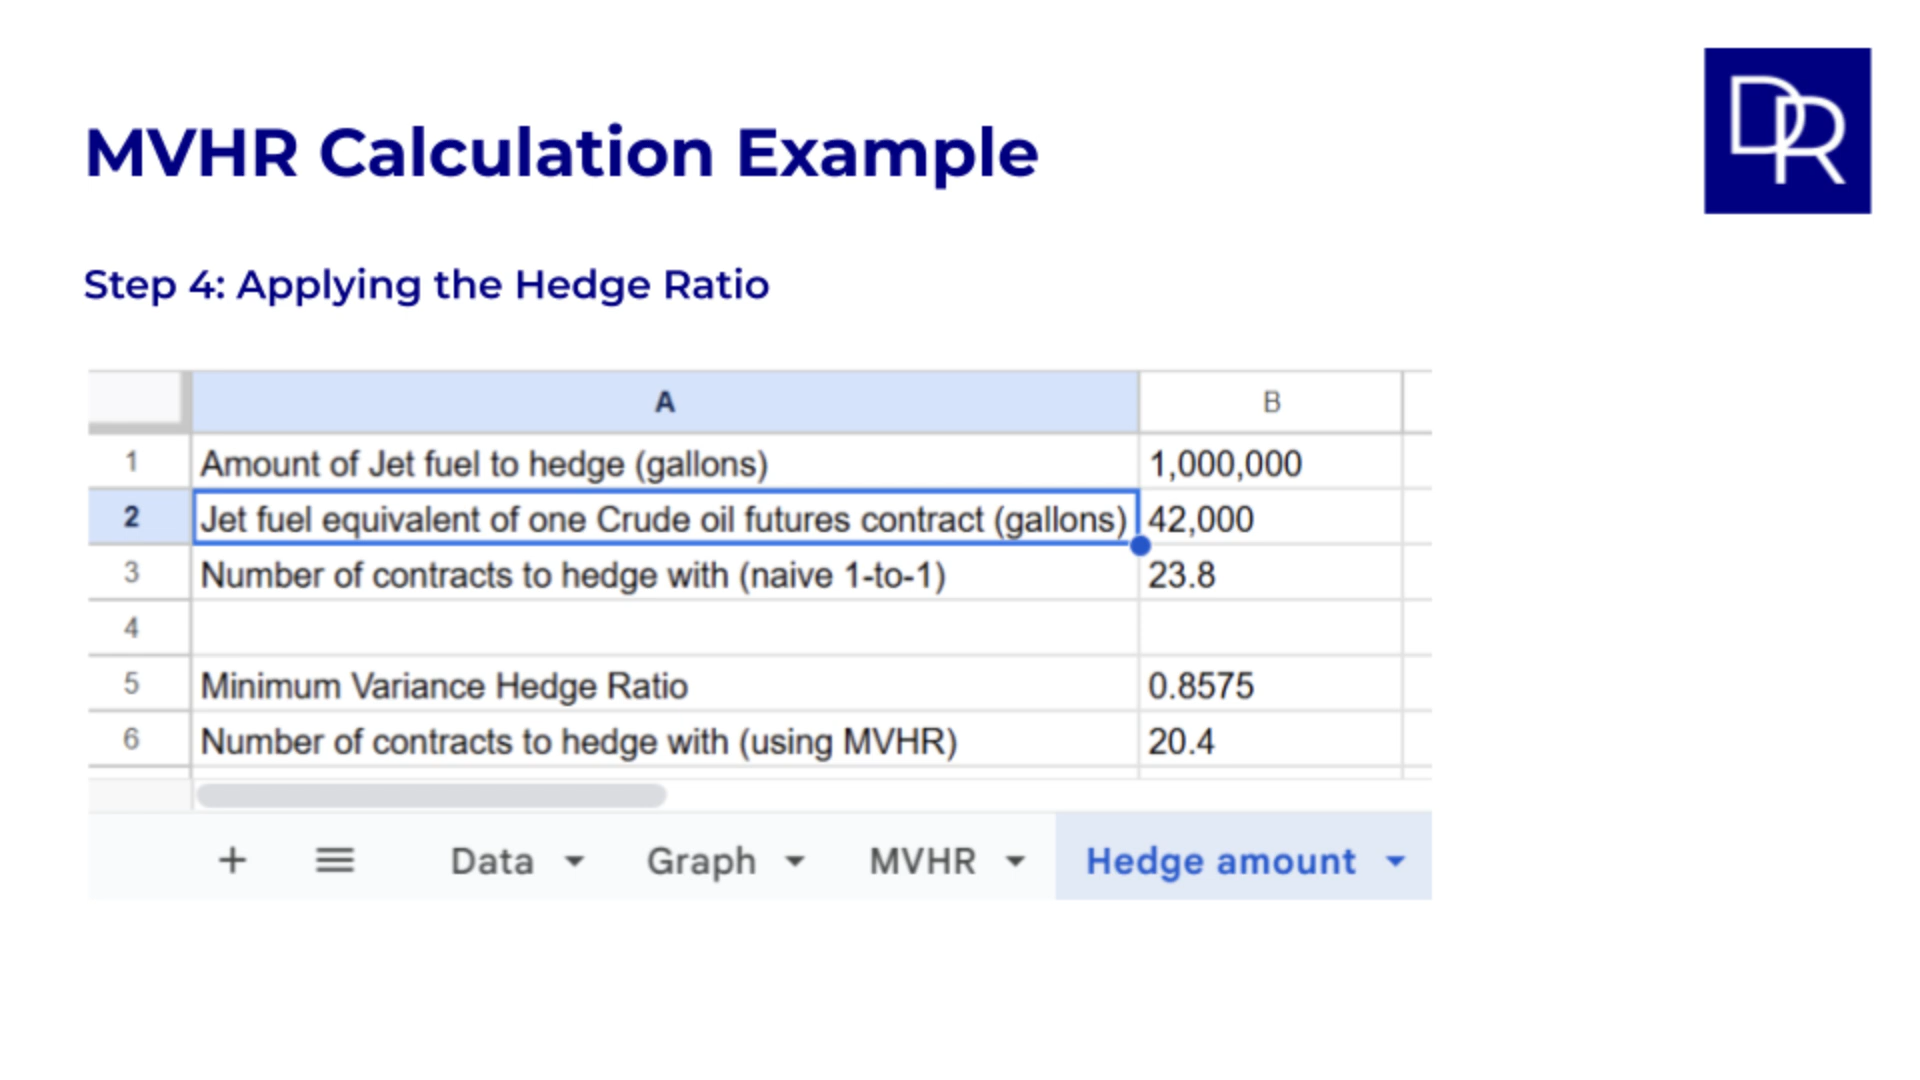 DR
MVHR Calculation Example
Step 4: Applying the Hedge Ratio
A B
1 Amount of Jet fuel to hedge (gallons) 1,000,000
2 Jet fuel equivalent of one Crude oil futures contract (gallons) 42,000
3 Number of contracts to hedge with (naive 1-to-1) 23.8
4
5 Minimum Variance Hedge Ratio 0.8575
6 Number of contracts to hedge with (using MVHR) 20.4
+ Data Graph MVHR Hedge amount